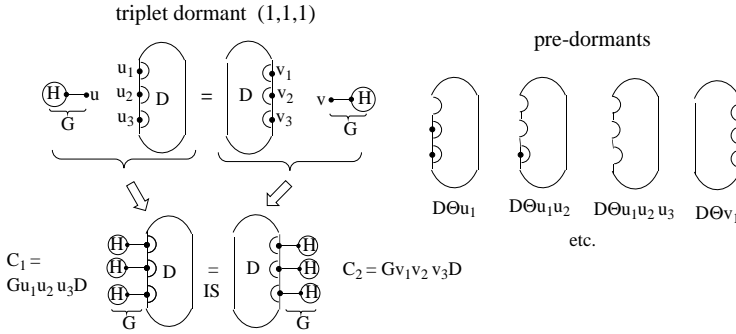 triplet dormant (1,1,1)
pre-dormants
H u
G
u₁
u₂
u₃
D
=
D
v₁
v₂
v₃
v H
G
DΘu₁
DΘu₁u₂
DΘu₁u₂ u₃
DΘv₁
etc.
C₁ =
Gu₁u₂ u₃D
H
H
H
G
D
=
IS
D
H
H
H
G
C₂ = Gv₁v₂ v₃D